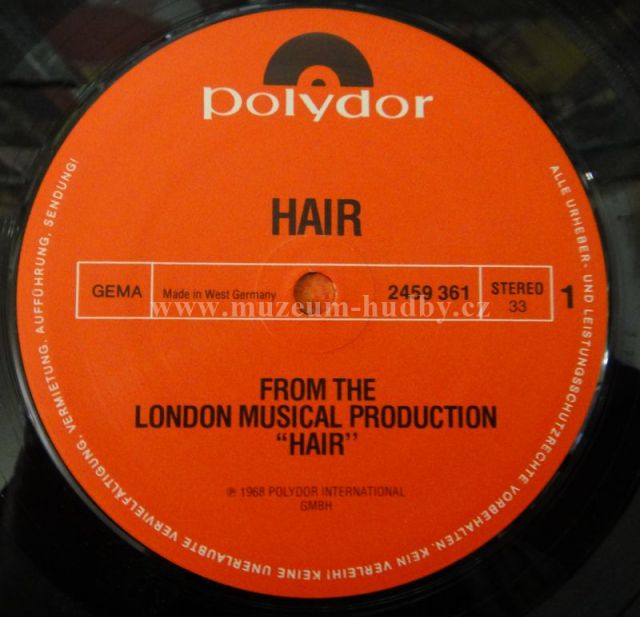 polydor
HAIR
GEMA
Made in West Germany
2459 361
STEREO
33
1
www.muzeum-hudby.cz
FROM THE
LONDON MUSICAL PRODUCTION
“HAIR”
℗ 1968 POLYDOR INTERNATIONAL
GMBH
ALLE URHEBER- UND LEISTUNGSSCHUTZRECHTE VORBEHALTEN. KEIN VERLEIH! KEINE UNERLAUBTE VERVIELFÄLTIGUNG, VERMIETUNG, AUFFÜHRUNG, SENDUNG!